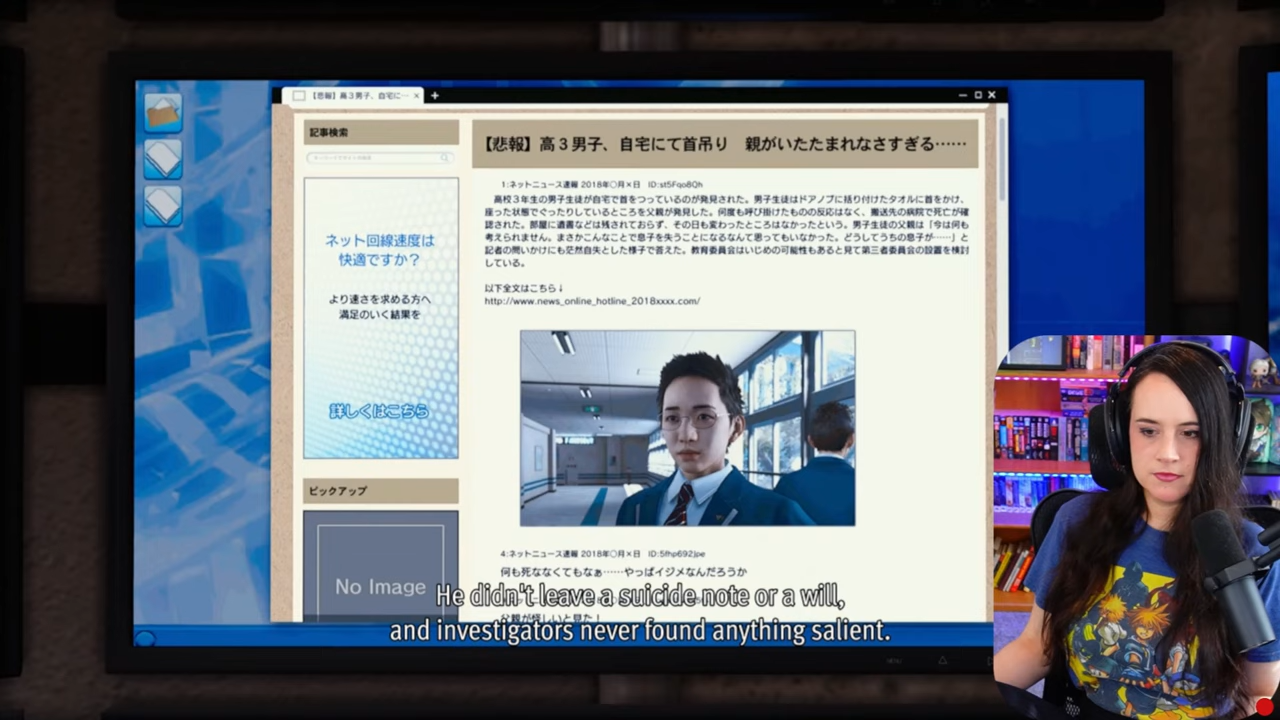 【悲報】高3男子、自宅に…
記事検索
【悲報】高3男子、自宅にて首吊り　親がいたたまれなさすぎる……
1:ネットニュース速報 2018年○月×日　ID:st5Fqo8Qh
高校3年生の男子生徒が自宅で首をつっているのが発見された。男子生徒はドアノブに括り付けたタオルに首をかけ、
座った状態でぐったりしているところを父親が発見した。何度も呼び掛けたものの反応はなく、搬送先の病院で死亡が確
認された。部屋に遺書などは残されておらず、その日も変わったところはなかったという。男子生徒の父親は「今は何も
考えられません。まさかこんなことで息子を失うことになるなんて思ってもいなかった。どうしてうちの息子が……」と
記者の問いかけにも茫然自失とした様子で答えた。教育委員会はいじめの可能性もあると見て第三者委員会の設置を検討
している。
以下全文はこちら↓
http://www.news_online_hotline_2018xxxx.com/
ネット回線速度は
快適ですか？
より速さを求める方へ
満足のいく結果を
詳しくはこちら
ピックアップ
No Image
4:ネットニュース速報 2018年○月×日　ID:5fhp692jpe
何も死ななくてもなぁ……やっぱイジメなんだろうか
父親が怪しいと見た！
He didn't leave a suicide note or a will,
and investigators never found anything salient.
MENU